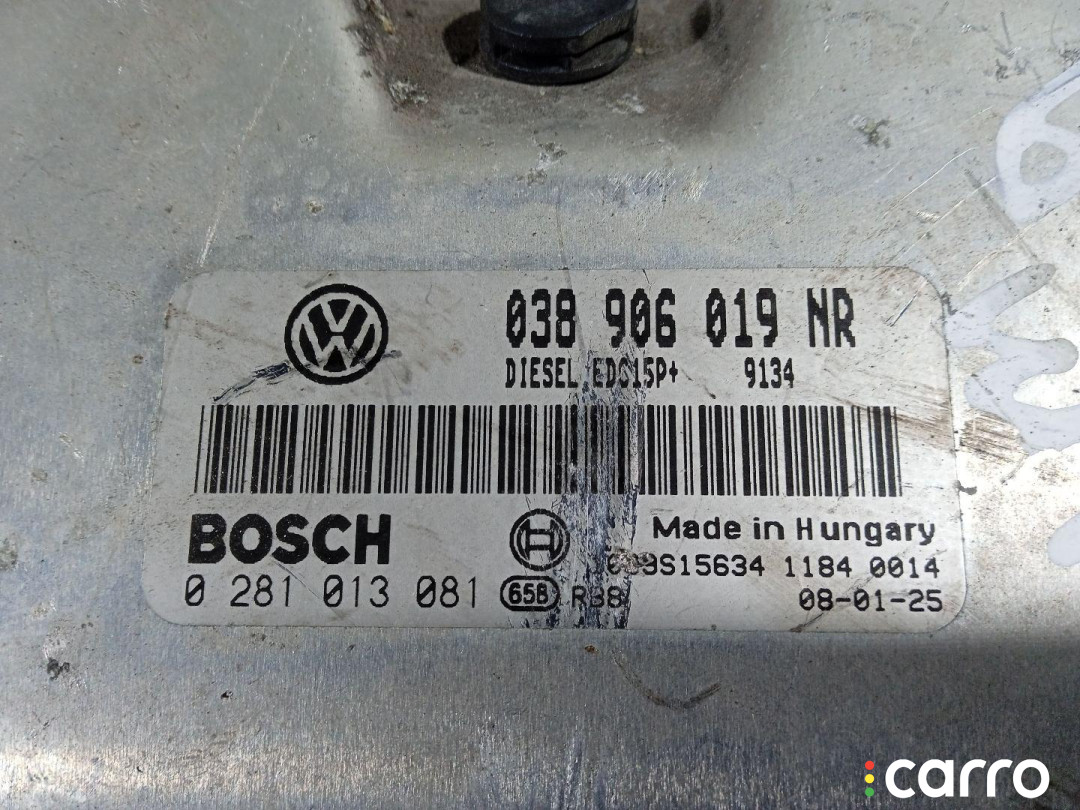 038 906 019 NR
DIESEL EDC15P+ 9134
BOSCH
Made in Hungary
0 281 013 081
658
1184 0014
08-01-25
carro